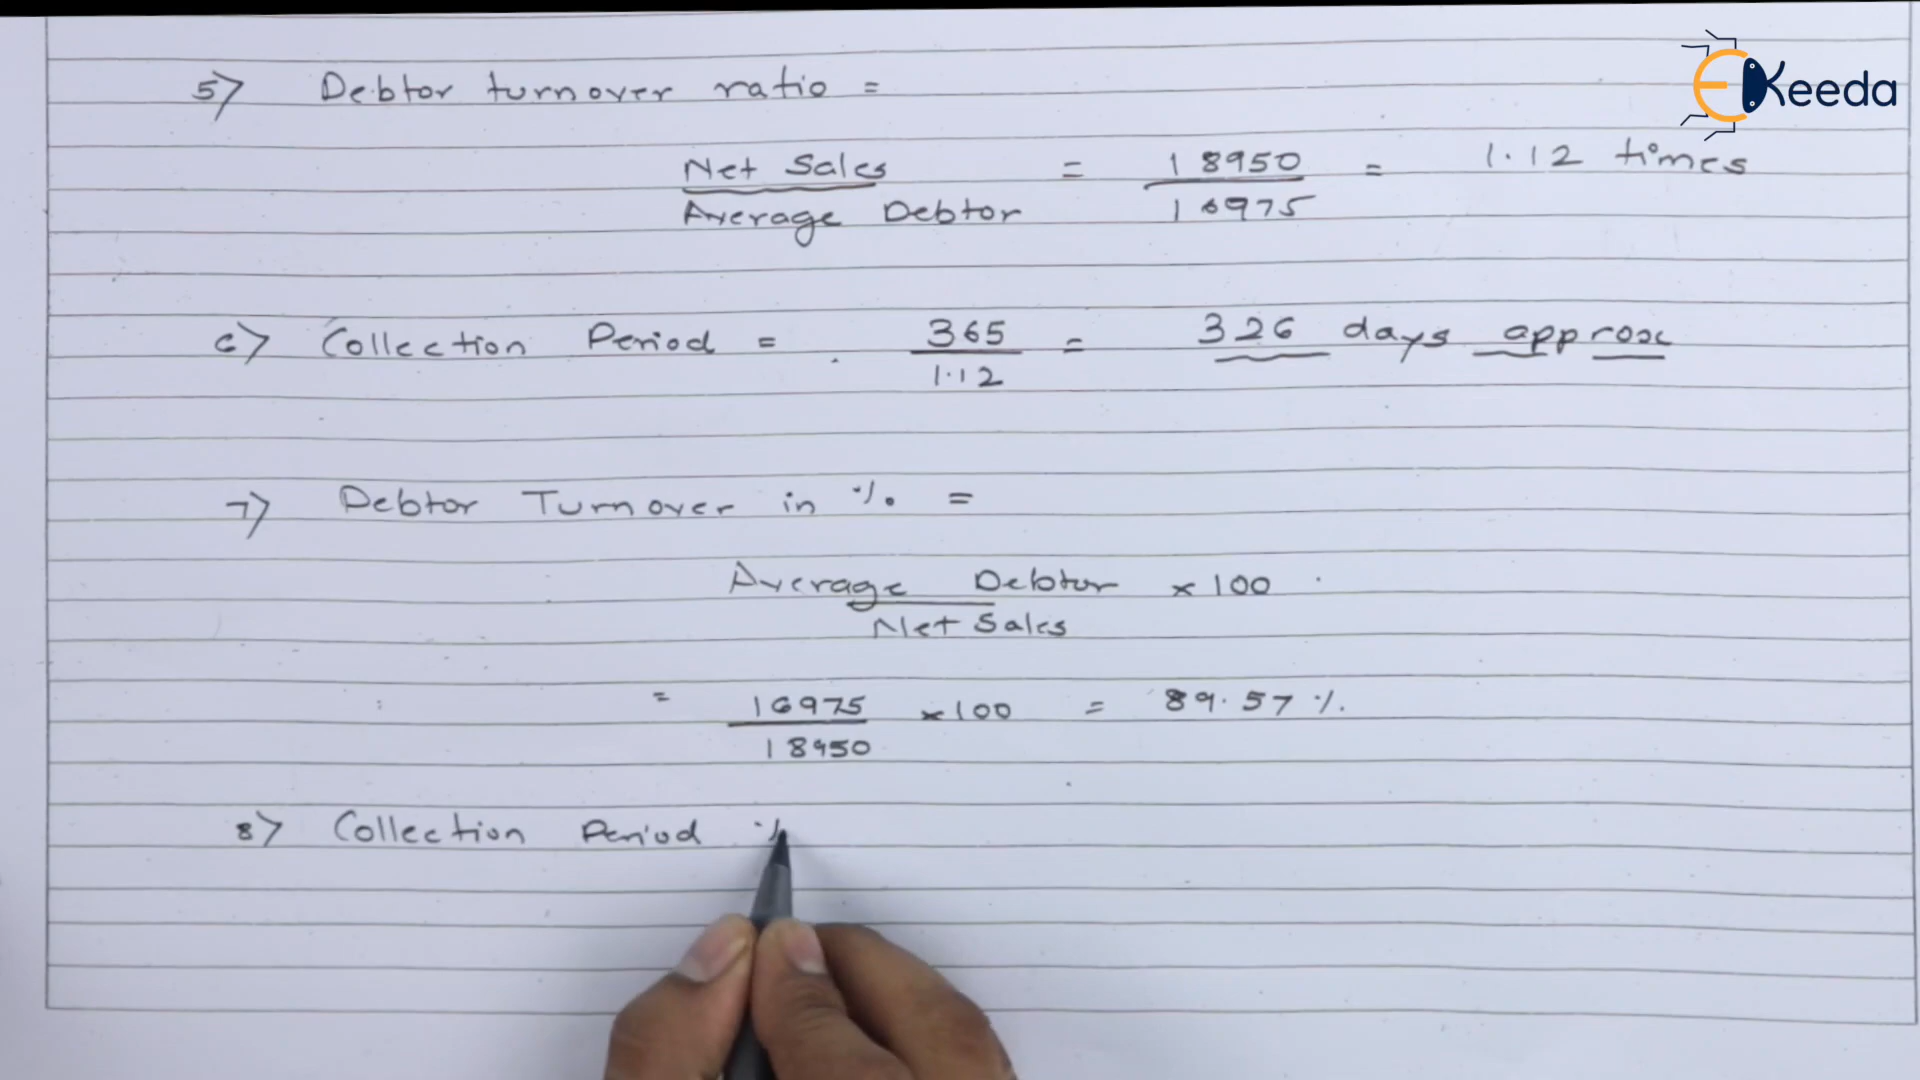 EKeeda
5) Debtor turnover ratio =
Net Sales = 18950 = 1.12 times
Average Debtor 16975
6) Collection Period = 365 = 326 days approx
1.12
7) Debtor Turnover in % =
Average Debtor × 100
Net Sales
= 16975 × 100 = 89.57 %.
18950
8) Collection Period %